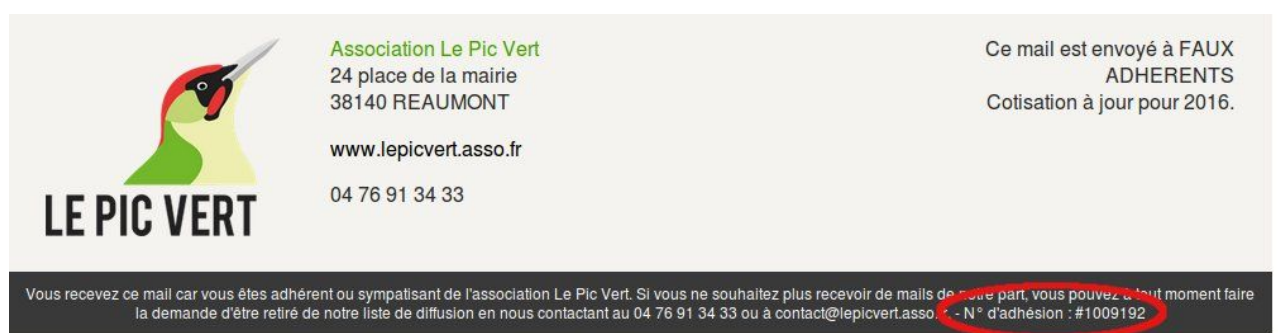 LE PIC VERT
Association Le Pic Vert
24 place de la mairie
38140 REAUMONT
www.lepicvert.asso.fr
04 76 91 34 33
Ce mail est envoyé à FAUX
ADHERENTS
Cotisation à jour pour 2016.
Vous recevez ce mail car vous êtes adhérent ou sympatisant de l'association Le Pic Vert. Si vous ne souhaitez plus recevoir de mails de notre part, vous pouvez à tout moment faire
la demande d'être retiré de notre liste de diffusion en nous contactant au 04 76 91 34 33 ou à contact@lepicvert.asso.fr - N° d'adhésion : #1009192